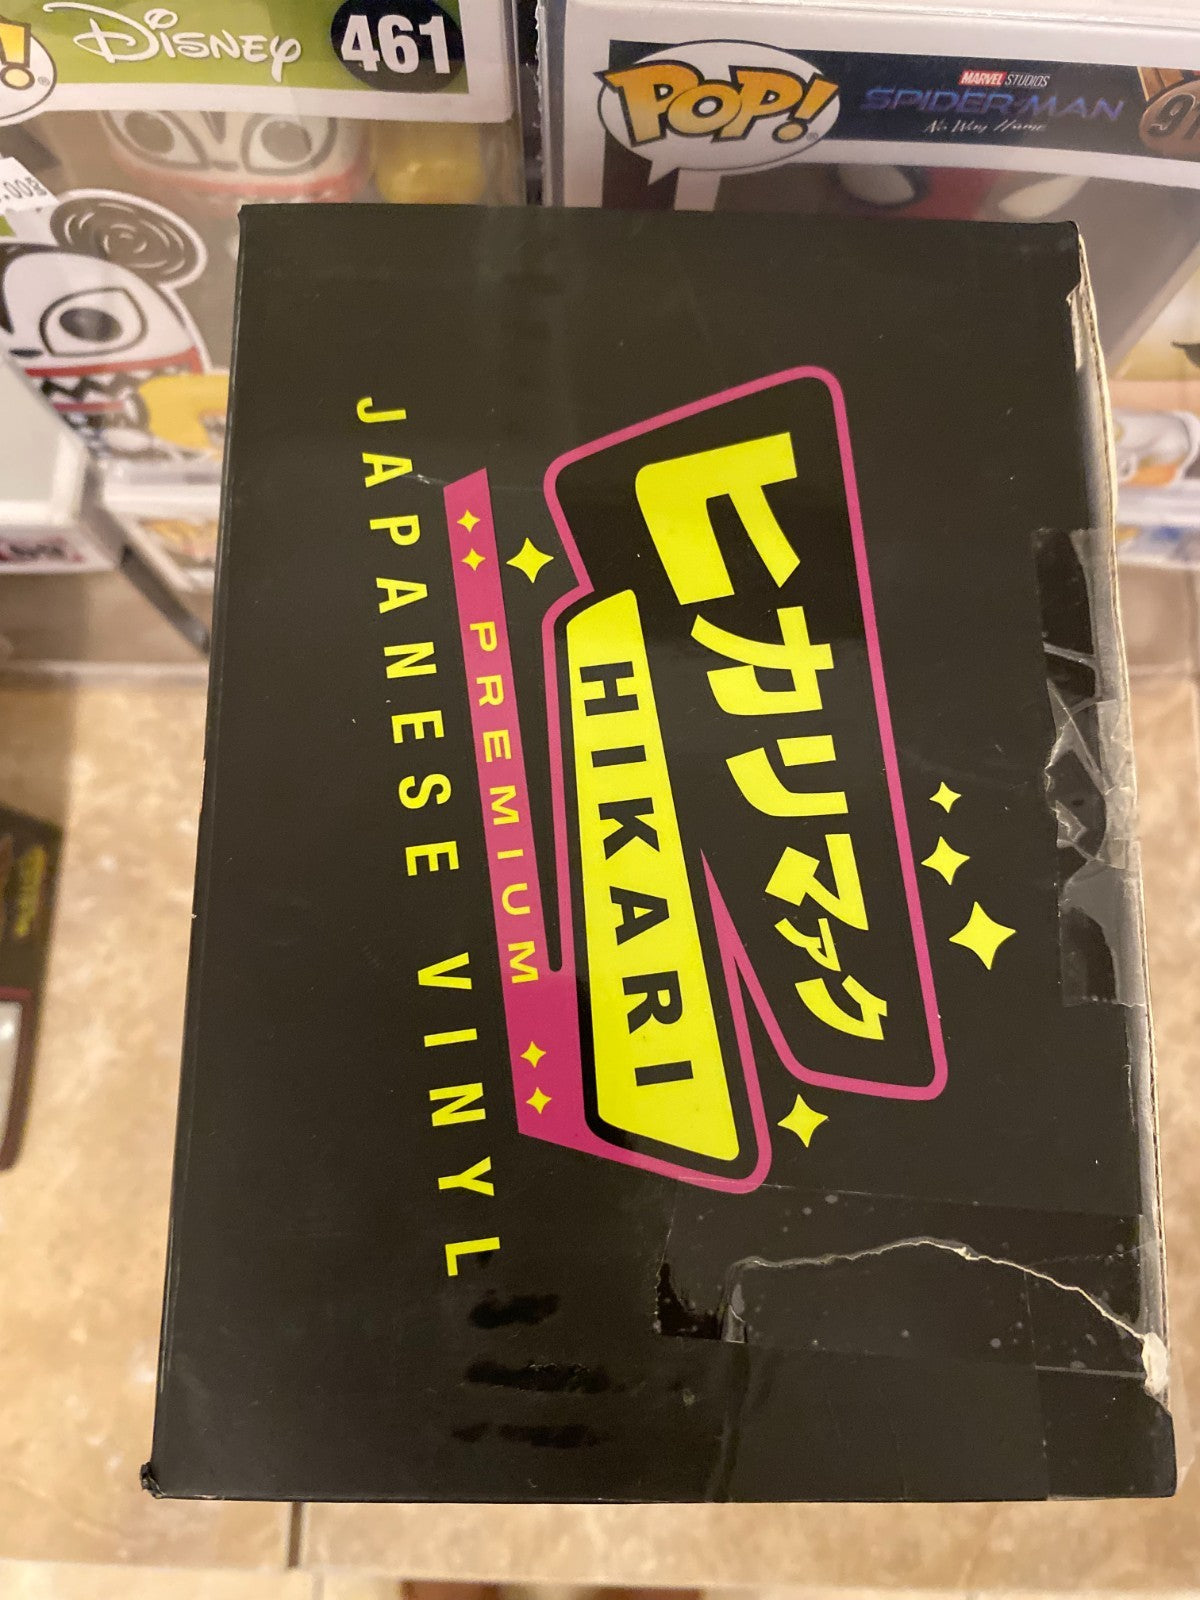 DISNEY
461
POP!
MARVEL STUDIOS
SPIDER-MAN
No Way Home
ヒカリマァク
HIKARI
PREMIUM
JAPANESE VINYL